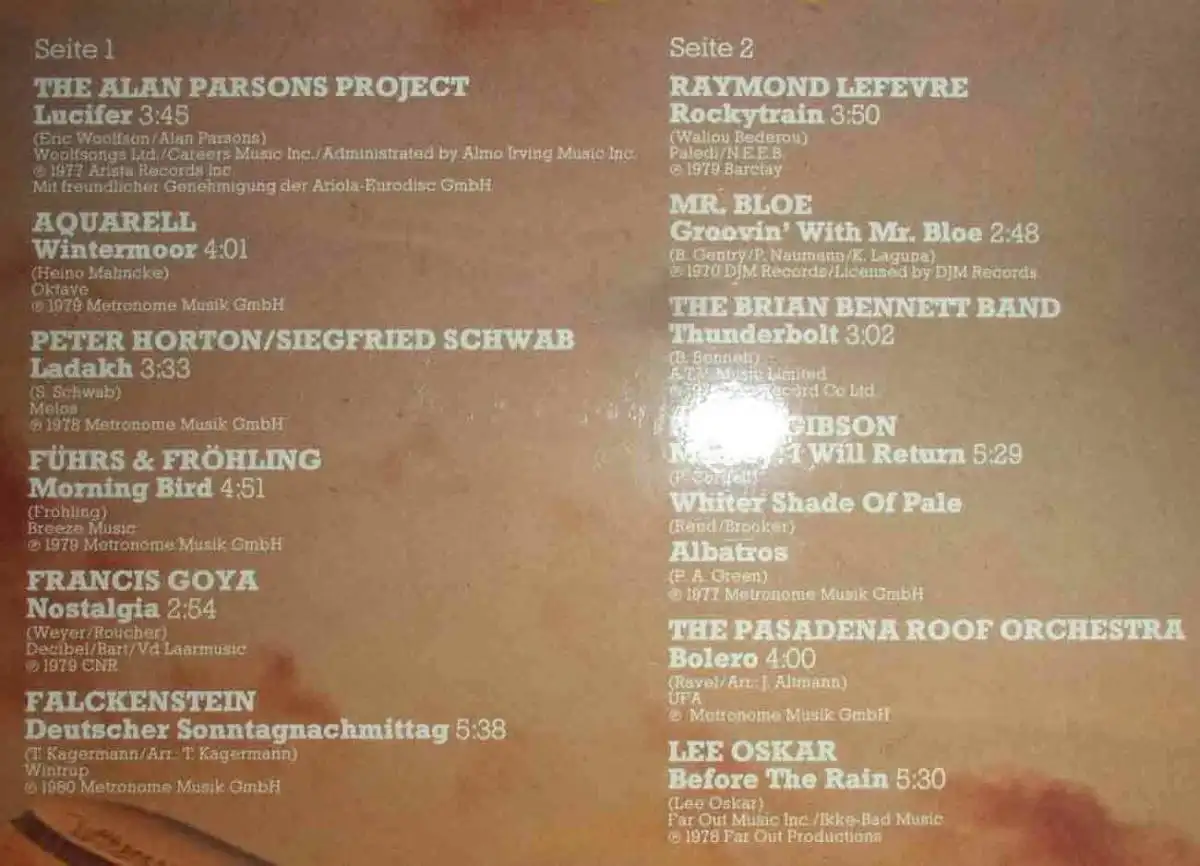 Seite 1
THE ALAN PARSONS PROJECT
Lucifer 3:45
(Eric Woolfson/Alan Parsons)
Woolfsongs Ltd./Careers Music Inc./Administrated by Almo Irving Music Inc.
℗ 1977 Arista Records Inc
Mit freundlicher Genehmigung der Ariola-Eurodisc GmbH
AQUARELL
Wintermoor 4:01
(Heino Mahncke)
Oktave
℗ 1979 Metronome Musik GmbH
PETER HORTON/SIEGFRIED SCHWAB
Ladakh 3:33
(S. Schwab)
Melos
℗ 1978 Metronome Musik GmbH
FÜHRS & FRÖHLING
Morning Bird 4:51
(Fröhling)
Breeze Music
℗ 1979 Metronome Musik GmbH
FRANCIS GOYA
Nostalgia 2:54
(Weyer/Roucher)
Decibel/Bart/Vd Laarmusic
℗ 1979 CNR
FALCKENSTEIN
Deutscher Sonntagnachmittag 5:38
(T. Kagermann/Arr.: T. Kagermann)
Wintrup
℗ 1980 Metronome Musik GmbH
Seite 2
RAYMOND LEFEVRE
Rockytrain 3:50
(Waliou Bederou)
Paledi/N.E.E.B.
℗ 1979 Barclay
MR. BLOE
Groovin' With Mr. Bloe 2:48
(B. Gentry/P. Naumann/K. Laguna)
℗ 1970 DJM Records/Licensed by DJM Records
THE BRIAN BENNETT BAND
Thunderbolt 3:02
(B. Bennett)
Music Limited
Record Co Ltd.
GIBSON
I Will Return 5:29
Whiter Shade Of Pale
(Reed/Brooker)
Albatros
(P. A. Green)
℗ 1977 Metronome Musik GmbH
THE PASADENA ROOF ORCHESTRA
Bolero 4:00
(Ravel/Arr.: J. Altmann)
UFA
℗ Metronome Musik GmbH
LEE OSKAR
Before The Rain 5:30
(Lee Oskar)
Far Out Music Inc./Ikke-Bad Music
℗ 1978 Far Out Productions